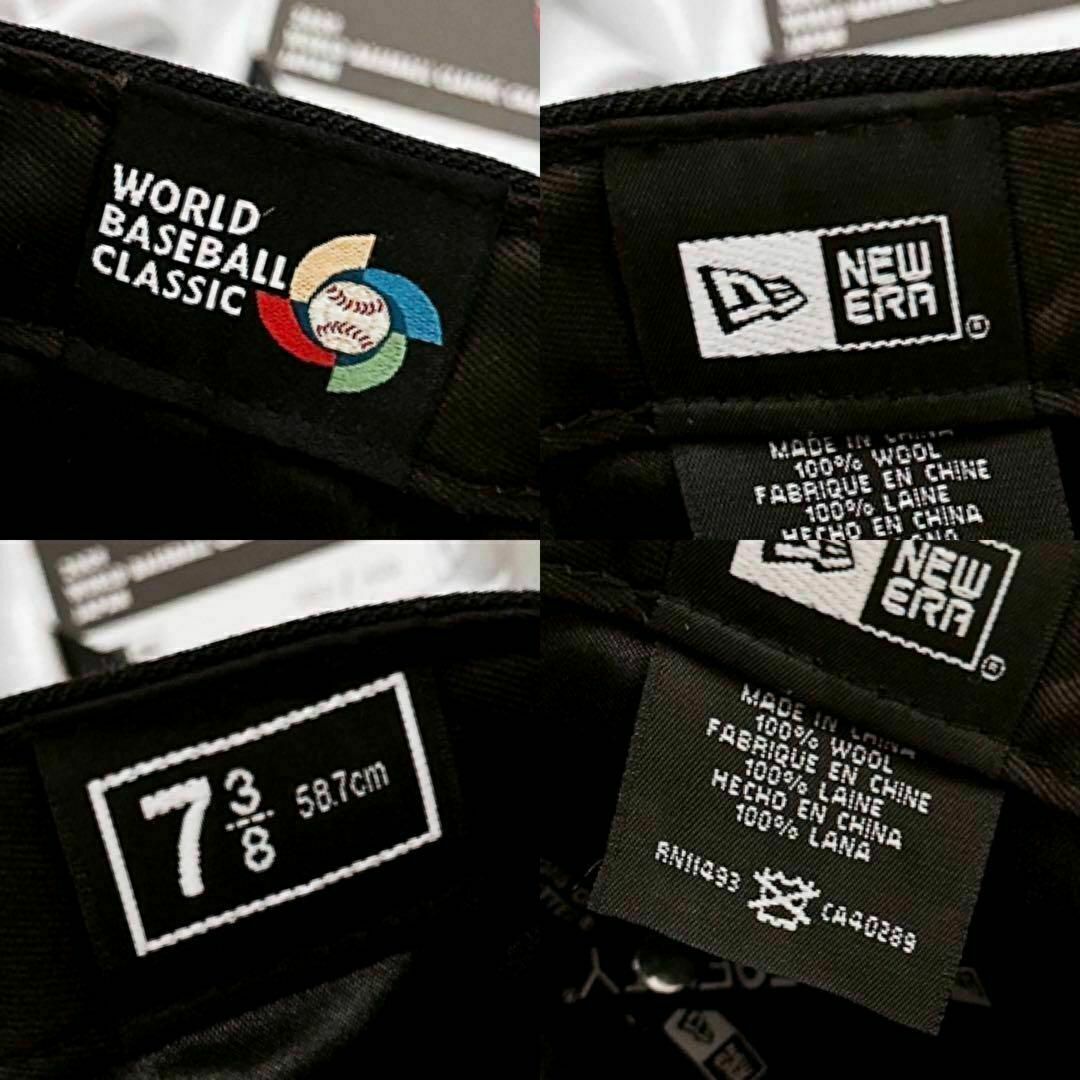 WORLD
BASEBALL
CLASSIC
NEW
ERA
®
MADE IN CHINA
100% WOOL
FABRIQUE EN CHINE
100% LAINE
HECHO EN CHINA
7 3/8 58.7cm
NEW
ERA
®
MADE IN CHINA
100% WOOL
FABRIQUE EN CHINE
100% LAINE
HECHO EN CHINA
100% LANA
RN11493 CA40289